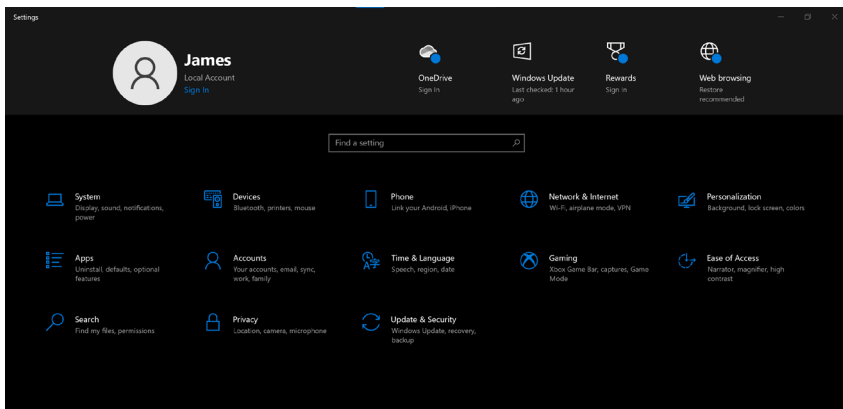 Settings
James
Local Account
Sign In
OneDrive
Sign In
Windows Update
Last checked: 1 hour
ago
Rewards
Sign In
Web browsing
Restore
recommended
Find a setting
System
Display, sound, notifications,
power
Devices
Bluetooth, printers, mouse
Phone
Link your Android, iPhone
Network & Internet
Wi-Fi, airplane mode, VPN
Personalization
Background, lock screen, colors
Apps
Uninstall, defaults, optional
features
Accounts
Your accounts, email, sync,
work, family
Time & Language
Speech, region, date
Gaming
Xbox Game Bar, captures, Game
Mode
Ease of Access
Narrator, magnifier, high
contrast
Search
Find my files, permissions
Privacy
Location, camera, microphone
Update & Security
Windows Update, recovery,
backup